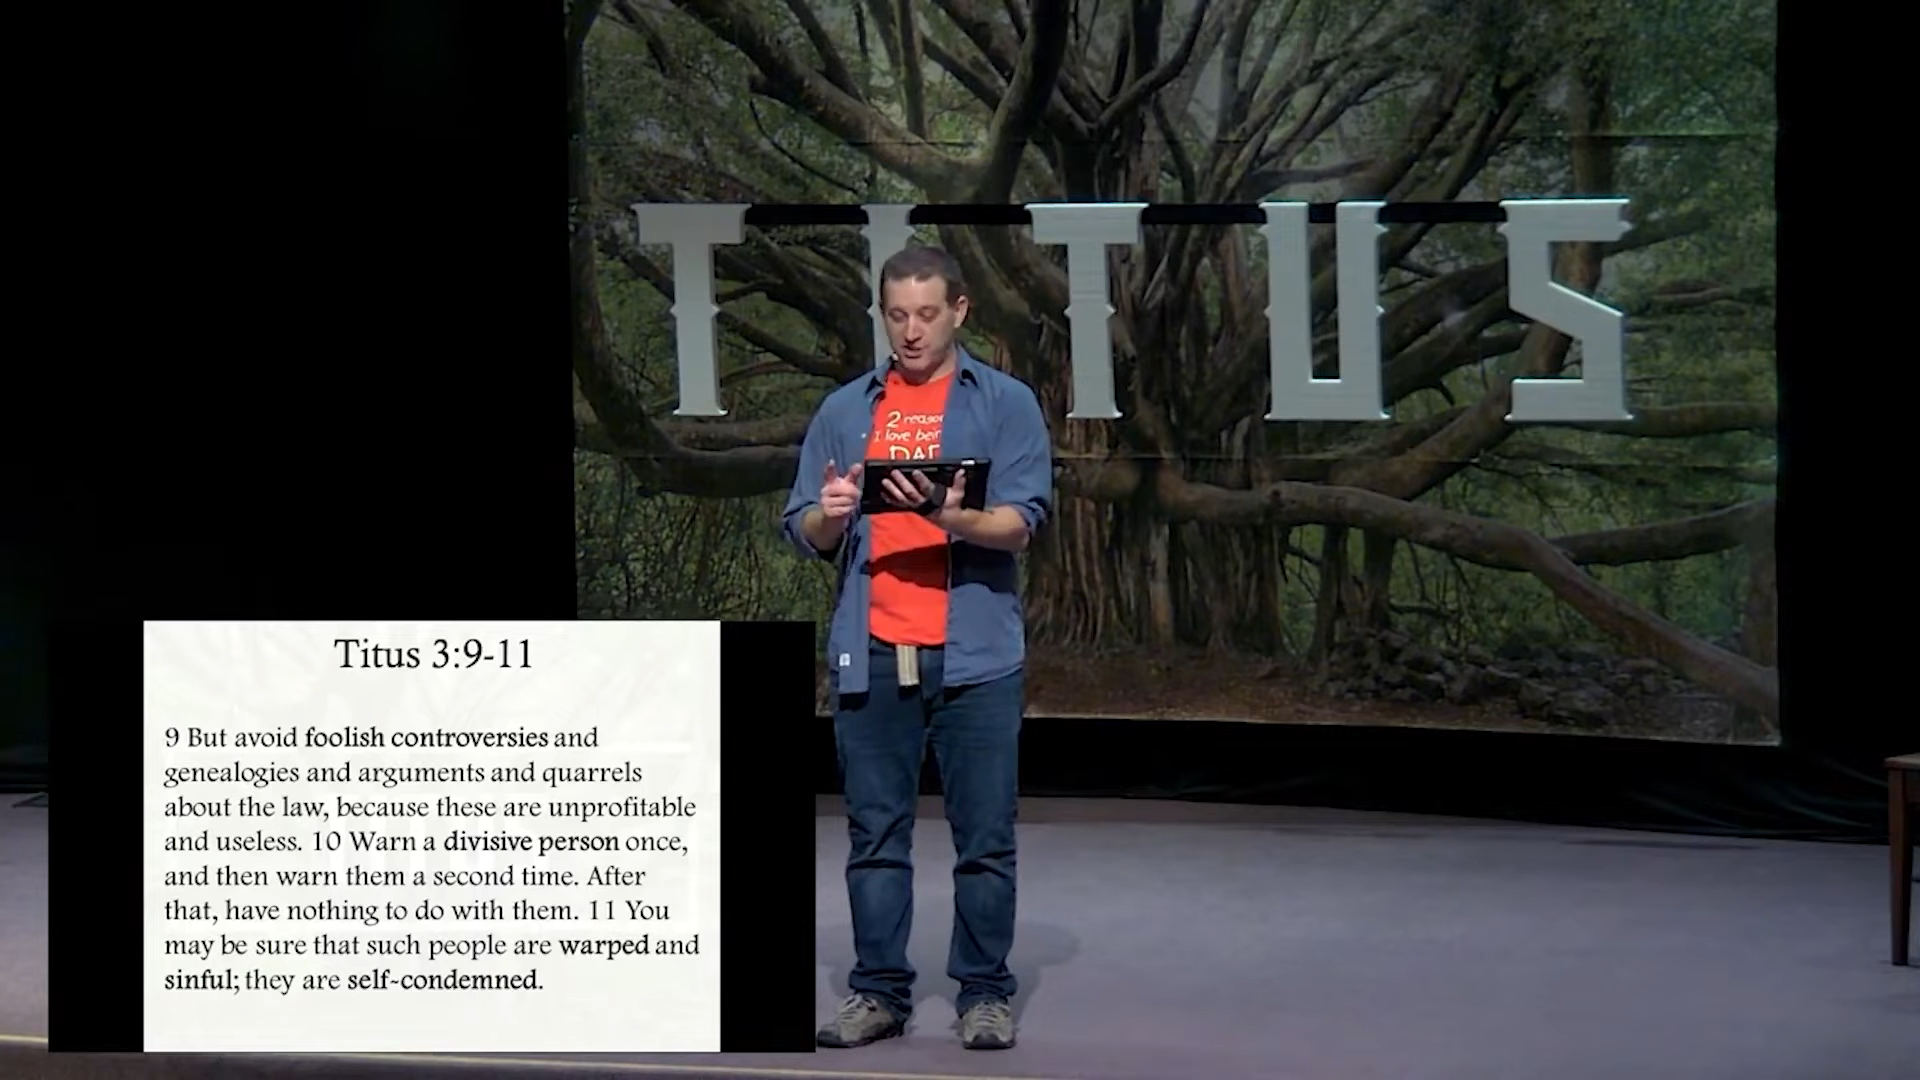 TITUS
2 reason
I love bein
DAD
Titus 3:9-11
9 But avoid foolish controversies and
genealogies and arguments and quarrels
about the law, because these are unprofitable
and useless. 10 Warn a divisive person once,
and then warn them a second time. After
that, have nothing to do with them. 11 You
may be sure that such people are warped and
sinful; they are self-condemned.